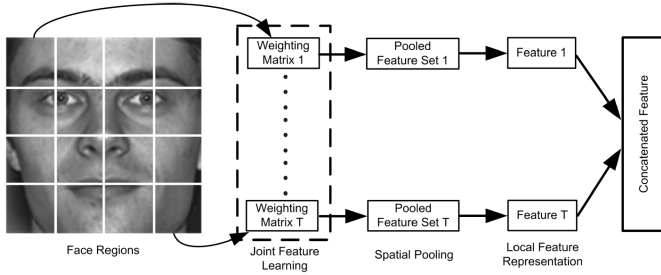 Weighting
Matrix 1
Pooled
Feature Set 1
Feature 1
Concatenated Feature
Weighting
Matrix T
Pooled
Feature Set T
Feature T
Face Regions
Joint Feature
Learning
Spatial Pooling
Local Feature
Representation